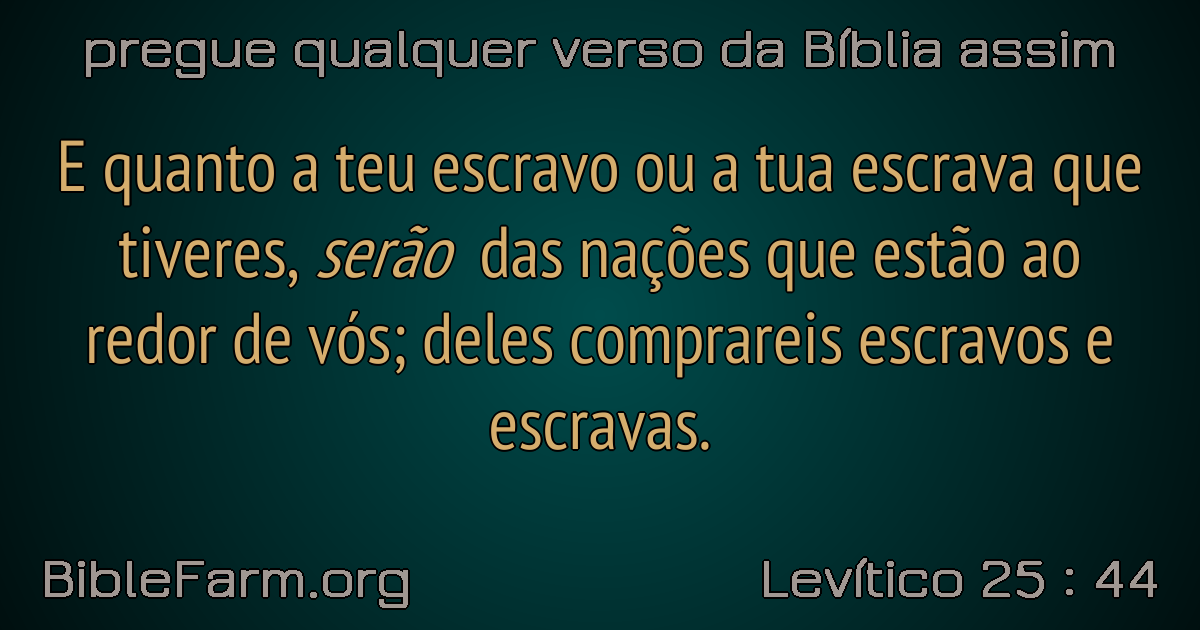 pregue qualquer verso da Bíblia assim
E quanto a teu escravo ou a tua escrava que
tiveres, serão das nações que estão ao
redor de vós; deles comprareis escravos e
escravas.
BibleFarm.org
Levítico 25 : 44